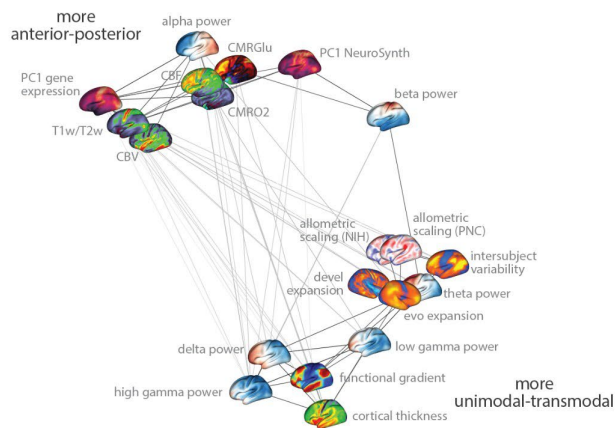 more
anterior-posterior
alpha power
CMRGlu
PC1 NeuroSynth
CBF
PC1 gene
expression
beta power
CMRO2
T1w/T2w
CBV
allometric
scaling (NIH)
allometric
scaling (PNC)
intersubject
variability
devel
expansion
theta power
evo expansion
delta power
low gamma power
functional gradient
high gamma power
more
unimodal-transmodal
cortical thickness